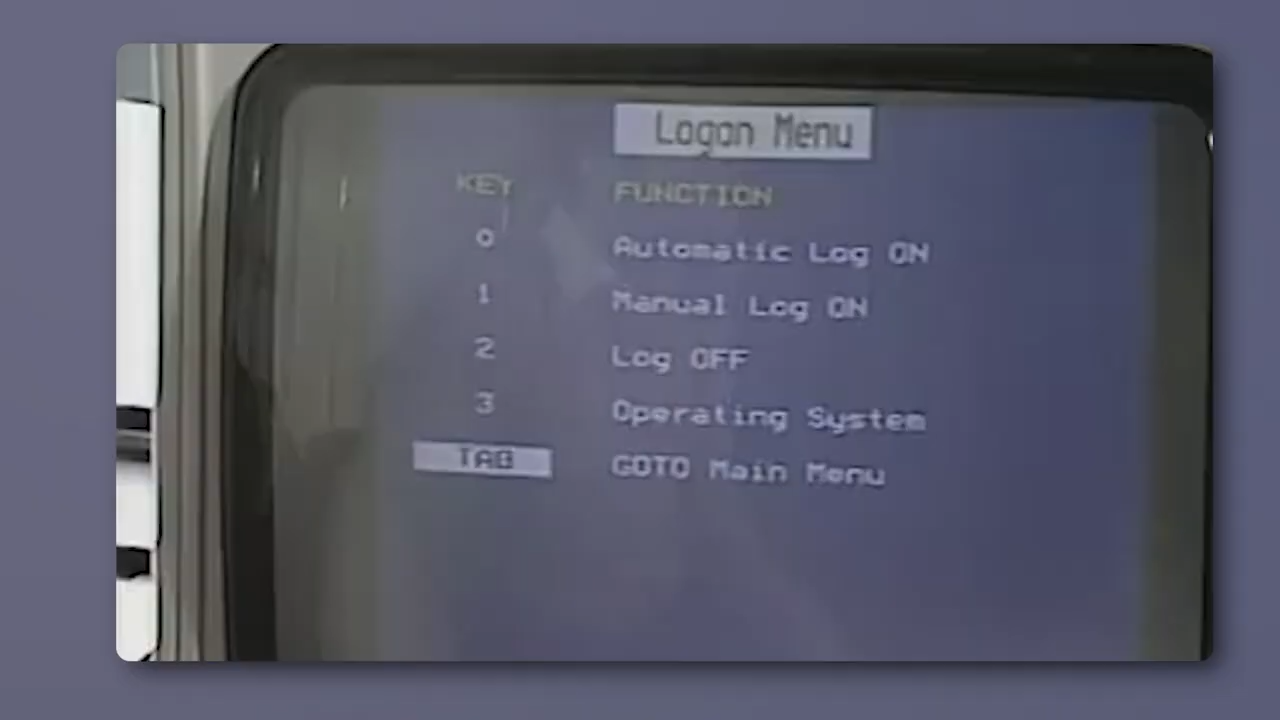 Logon Menu
KEY FUNCTION
0 Automatic Log ON
1 Manual Log ON
2 Log OFF
3 Operating System
TAB GOTO Main Menu